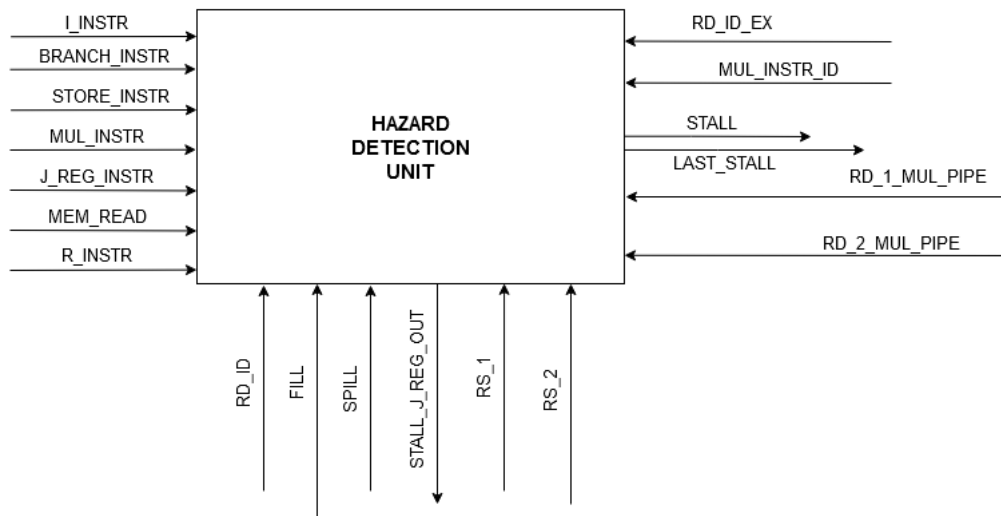 I_INSTR
BRANCH_INSTR
STORE_INSTR
MUL_INSTR
J_REG_INSTR
MEM_READ
R_INSTR
HAZARD
DETECTION
UNIT
RD_ID_EX
MUL_INSTR_ID
STALL
LAST_STALL
RD_1_MUL_PIPE
RD_2_MUL_PIPE
RD_ID
FILL
SPILL
STALL_J_REG_OUT
RS_1
RS_2